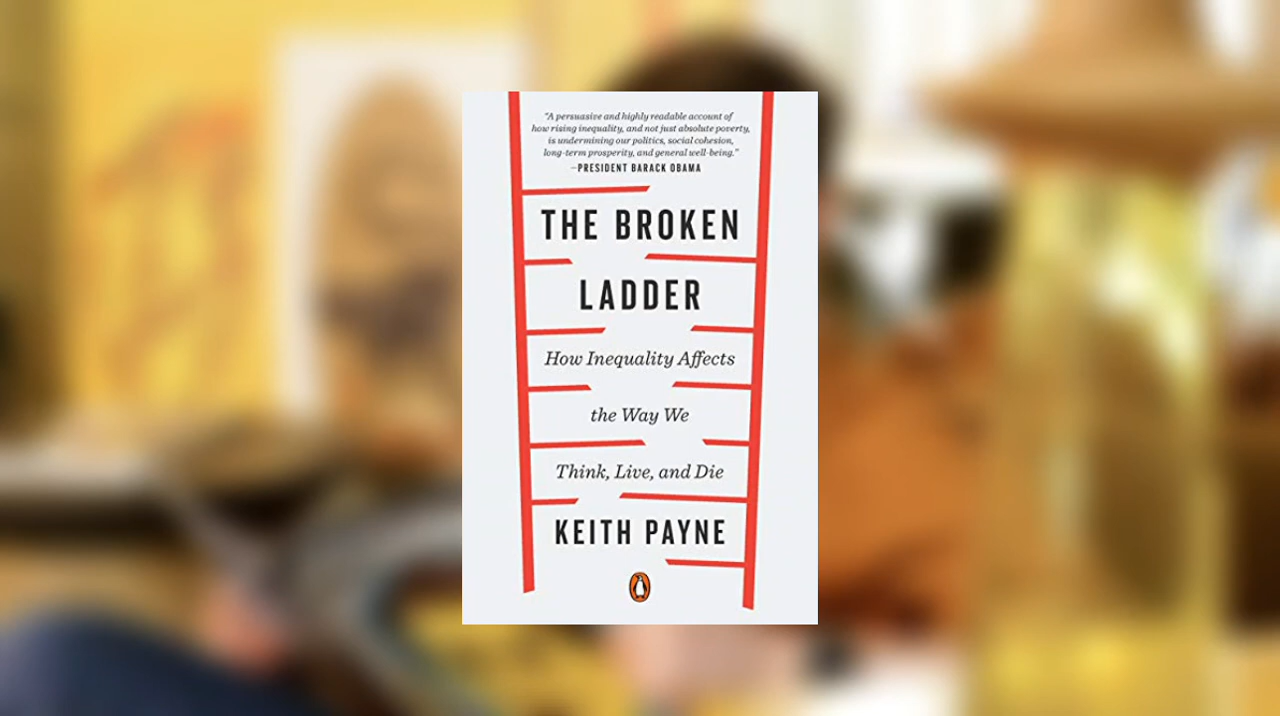 "A persuasive and highly readable account of
how rising inequality, and not just absolute poverty,
is undermining our politics, social cohesion,
long-term prosperity, and general well-being."
—PRESIDENT BARACK OBAMA
THE BROKEN
LADDER
How Inequality Affects
the Way We
Think, Live, and Die
KEITH PAYNE